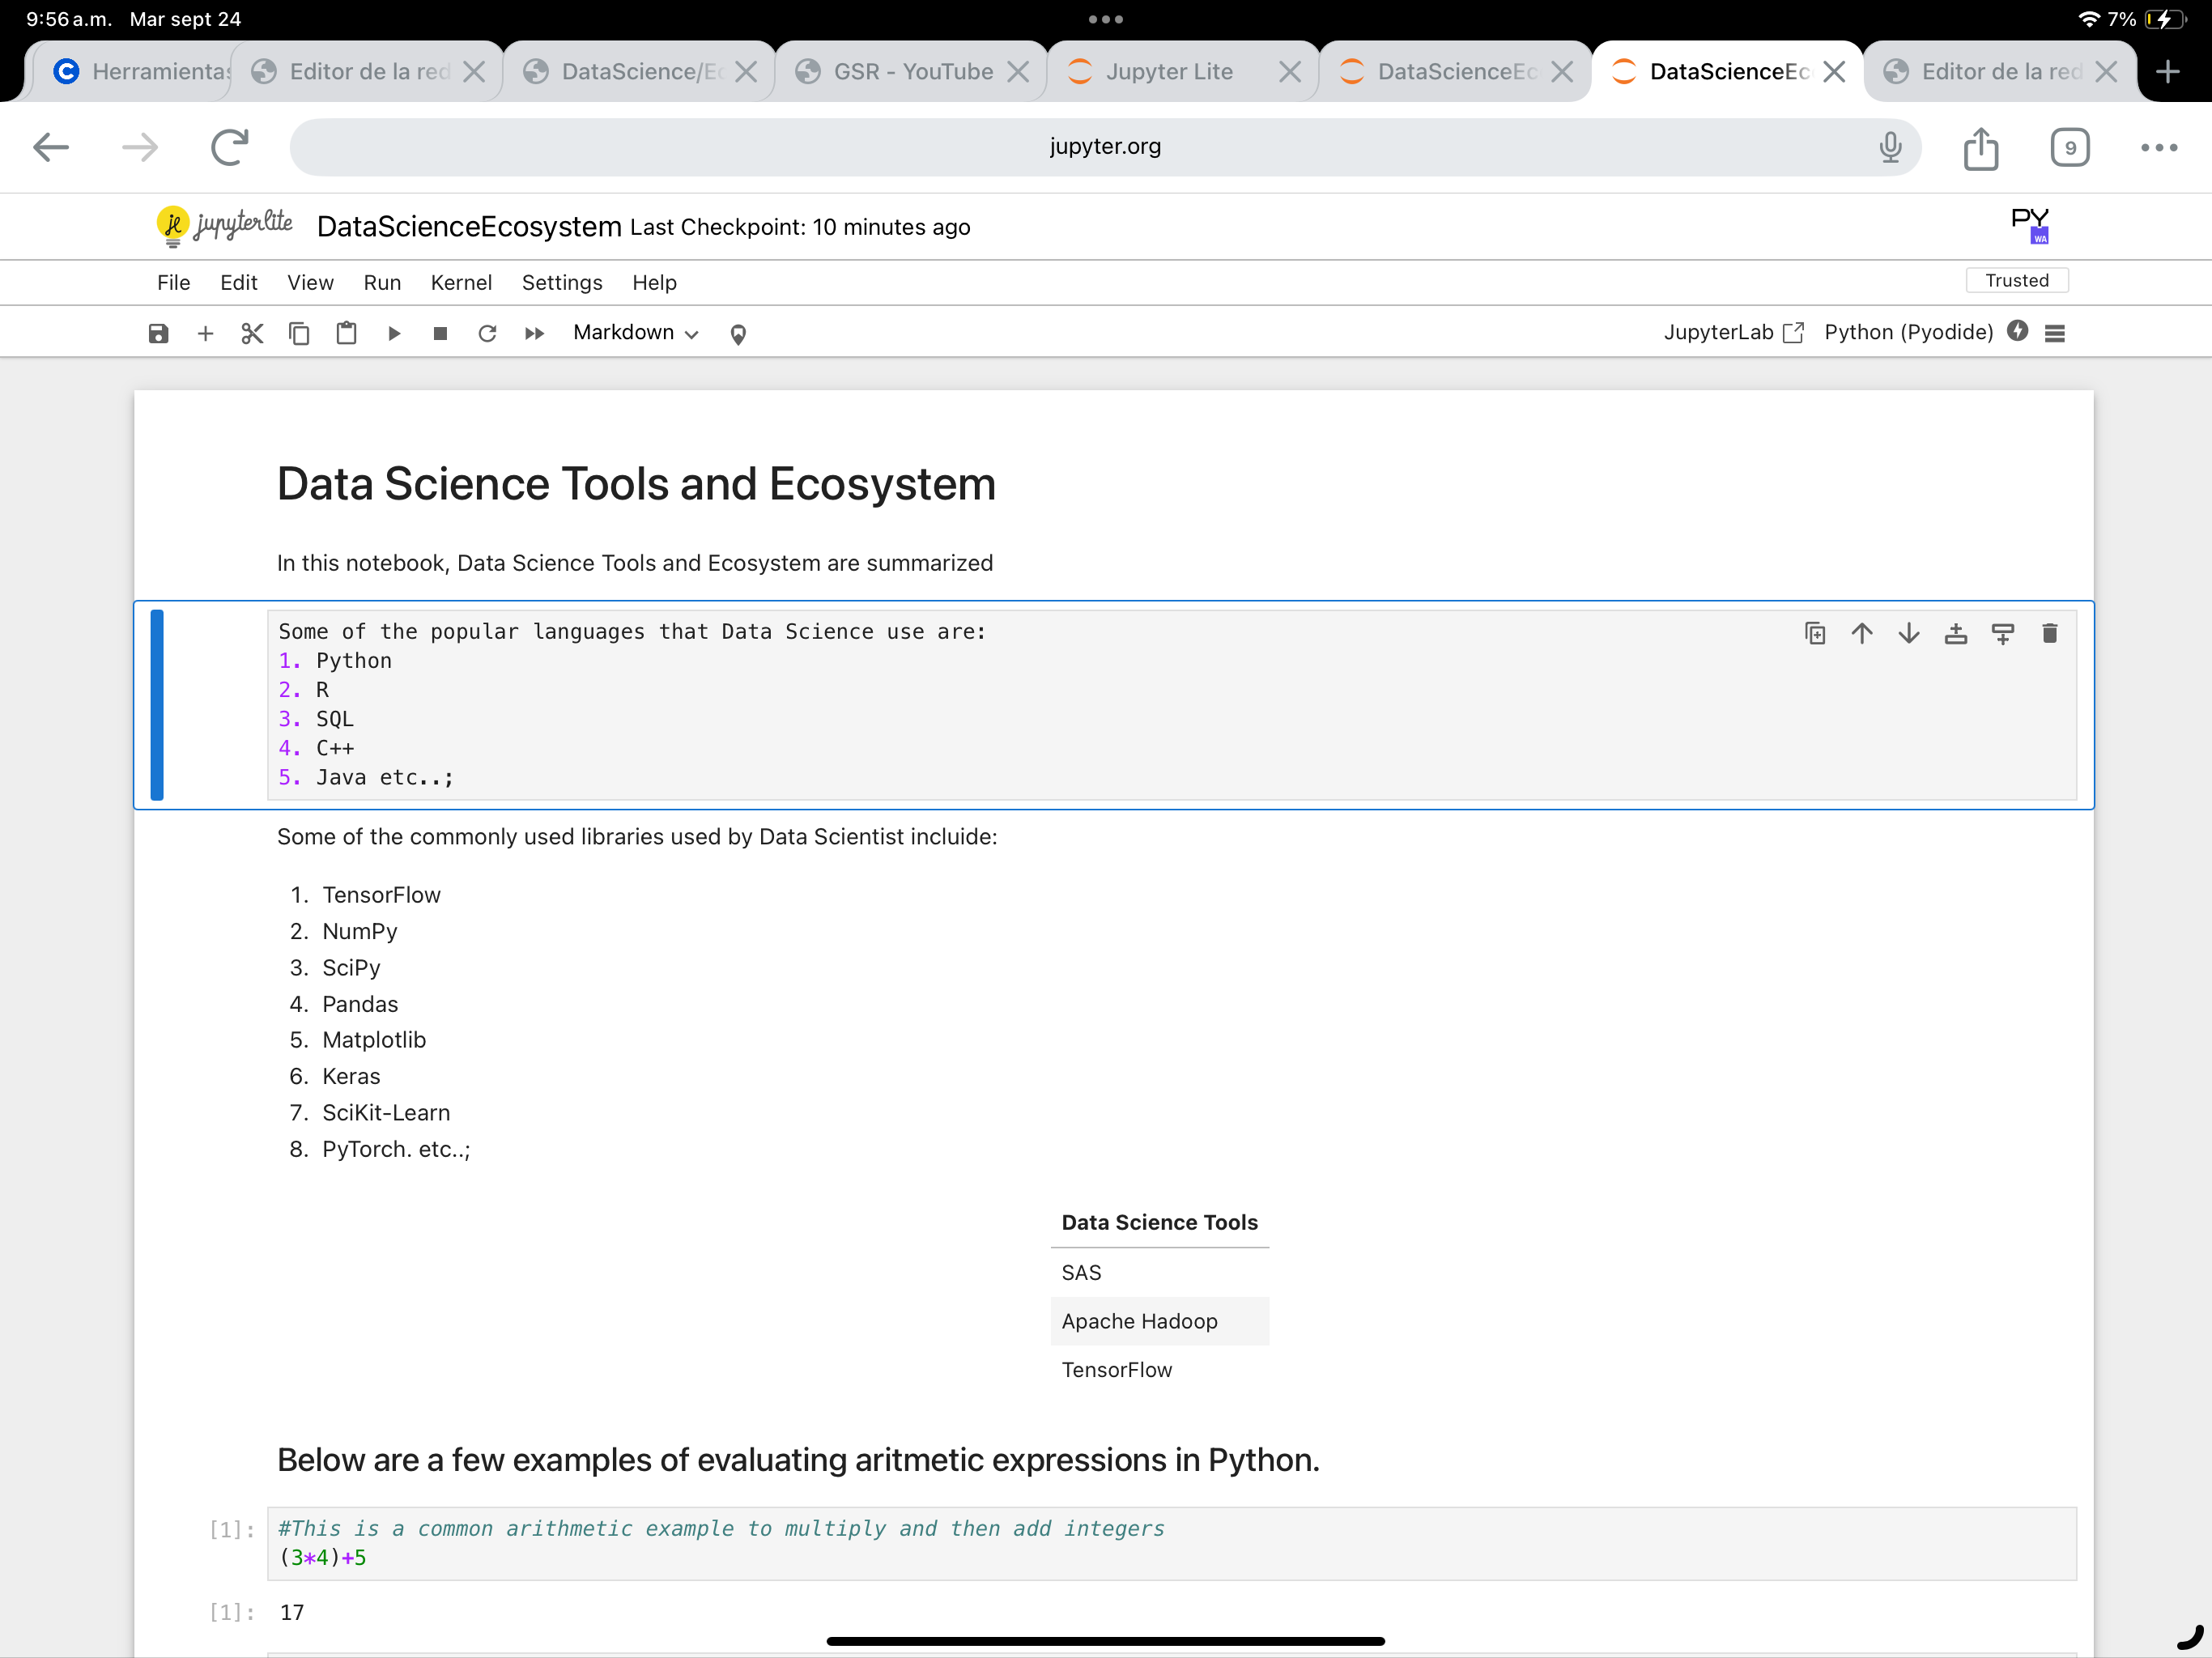 9:56 a.m. Mar sept 24
7%
Herramientas
Editor de la red
DataScience/Ec
GSR - YouTube
Jupyter Lite
DataScienceEc
DataScienceEc
Editor de la red
jupyter.org
9
jupyterlite DataScienceEcosystem Last Checkpoint: 10 minutes ago
PY
WA
File Edit View Run Kernel Settings Help
Trusted
Markdown
JupyterLab Python (Pyodide)
Data Science Tools and Ecosystem
In this notebook, Data Science Tools and Ecosystem are summarized
Some of the popular languages that Data Science use are:
1. Python
2. R
3. SQL
4. C++
5. Java etc..;
Some of the commonly used libraries used by Data Scientist incluide:
1. TensorFlow
2. NumPy
3. SciPy
4. Pandas
5. Matplotlib
6. Keras
7. SciKit-Learn
8. PyTorch. etc..;
Data Science Tools
SAS
Apache Hadoop
TensorFlow
Below are a few examples of evaluating aritmetic expressions in Python.
[1]: #This is a common arithmetic example to multiply and then add integers
(3*4)+5
[1]: 17